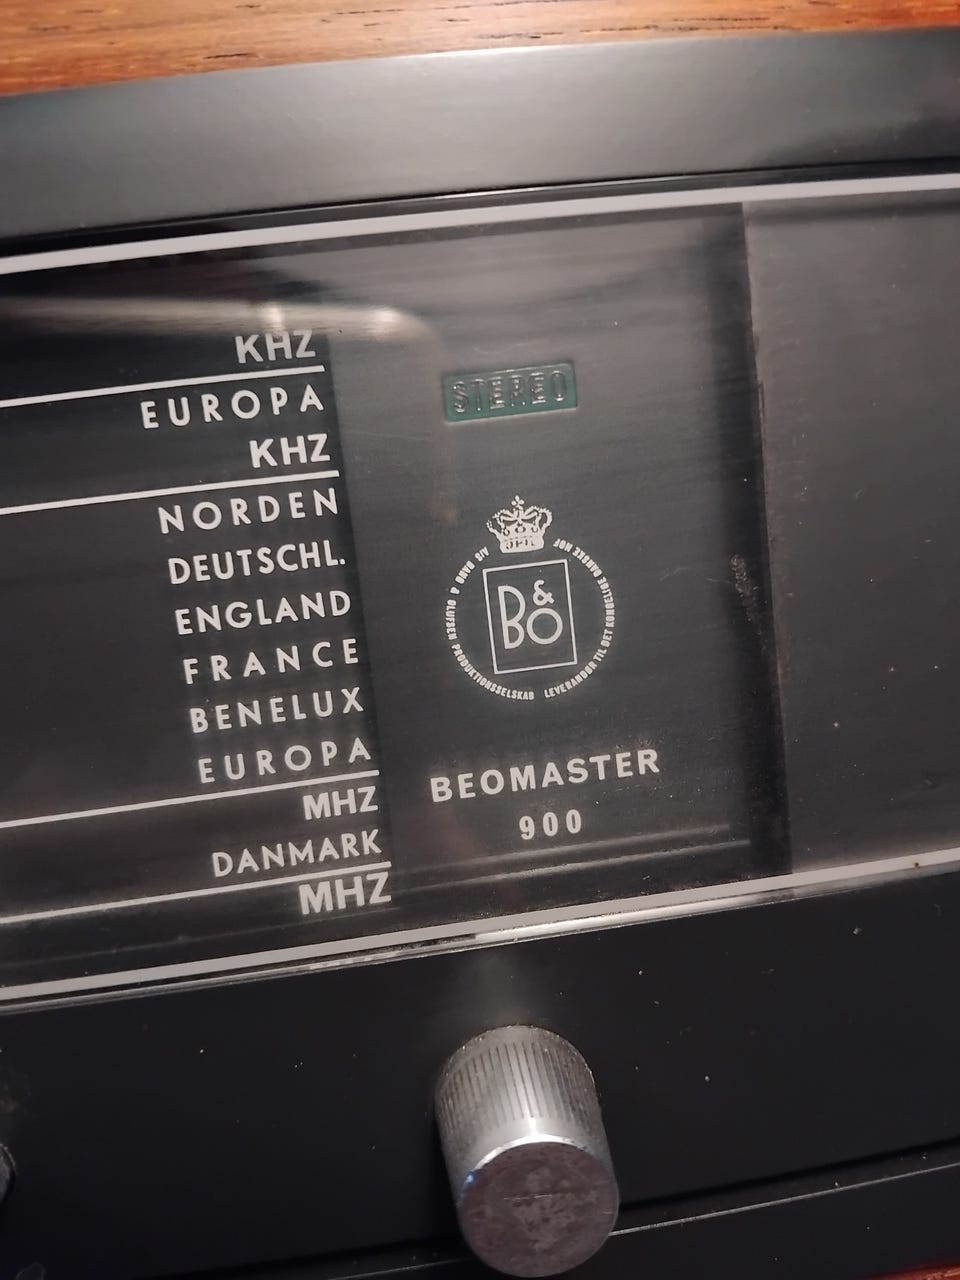 KHZ
EUROPA
KHZ
NORDEN
DEUTSCHL.
ENGLAND
FRANCE
BENELUX
EUROPA
MHZ
DANMARK
MHZ
STEREO
A/S BANG & OLUFSEN PRODUKTIONSSELSKAB LEVERANDØR TIL DET KONGELIGE DANSKE HOF
B&O
BEOMASTER
900